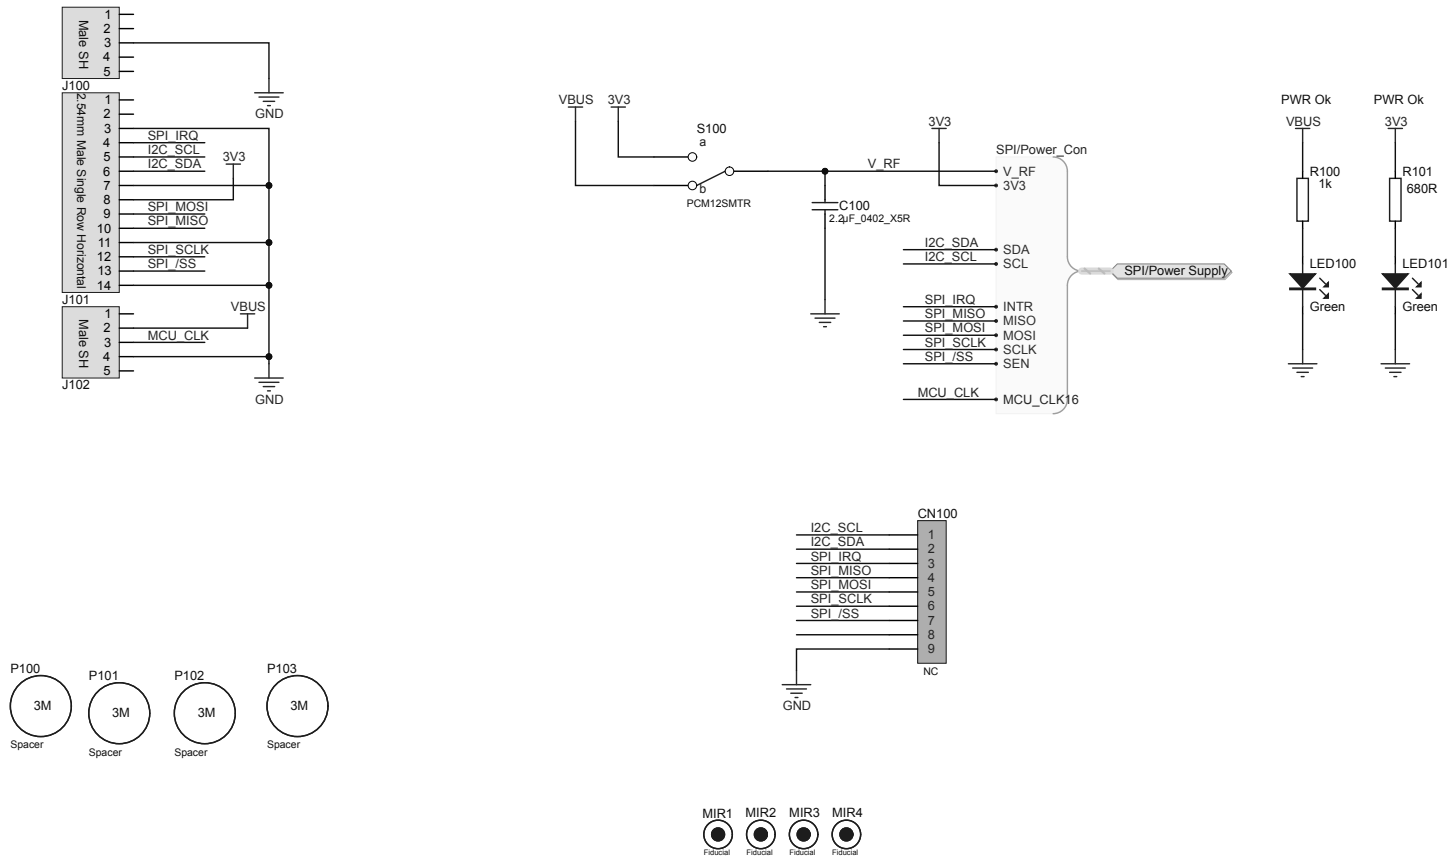 Male SH
1
2
3
4
5
J100
2.54mm Male Single Row Horizontal
1
2
3
4
5
6
7
8
9
10
11
12
13
14
SPI_IRQ
I2C_SCL
I2C_SDA
3V3
SPI_MOSI
SPI_MISO
SPI_SCLK
SPI_/SS
GND
J101
Male SH
1
2
3
4
5
VBUS
MCU_CLK
J102
GND
VBUS
3V3
S100
a
b
PCM12SMTR
V_RF
C100
2.2µF_0402_X5R
3V3
SPI/Power_Con
V_RF
3V3
I2C_SDA
SDA
I2C_SCL
SCL
SPI_IRQ
INTR
SPI_MISO
MISO
SPI_MOSI
MOSI
SPI_SCLK
SCLK
SPI_/SS
SEN
MCU_CLK
MCU_CLK16
SPI/Power Supply
PWR Ok
VBUS
R100
1k
LED100
Green
PWR Ok
3V3
R101
680R
LED101
Green
CN100
I2C_SCL
1
I2C_SDA
2
SPI_IRQ
3
SPI_MISO
4
SPI_MOSI
5
SPI_SCLK
6
SPI_/SS
7
8
9
NC
GND
P100
3M
Spacer
P101
3M
Spacer
P102
3M
Spacer
P103
3M
Spacer
MIR1
Fiducial
MIR2
Fiducial
MIR3
Fiducial
MIR4
Fiducial